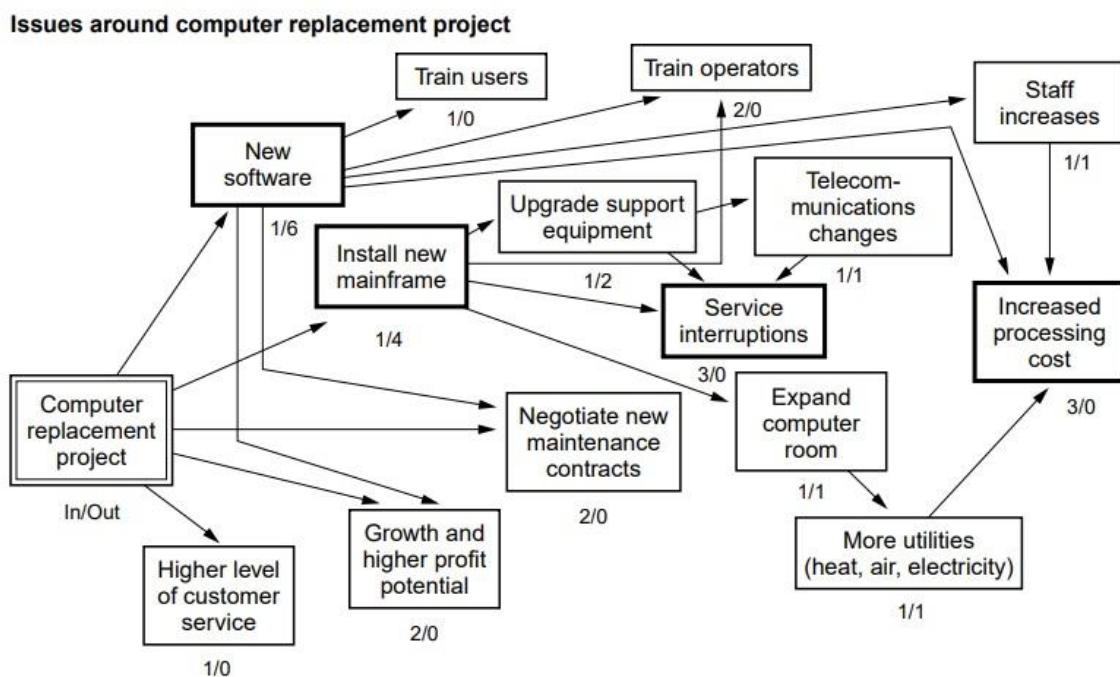 Issues around computer replacement project
Train users
1/0
Train operators
2/0
Staff
increases
1/1
New
software
1/6
Upgrade support
equipment
1/2
Telecom-
munications
changes
1/1
Install new
mainframe
1/4
Service
interruptions
3/0
Increased
processing
cost
3/0
Computer
replacement
project
In/Out
Negotiate new
maintenance
contracts
2/0
Expand
computer
room
1/1
Growth and
higher profit
potential
2/0
More utilities
(heat, air, electricity)
1/1
Higher level
of customer
service
1/0